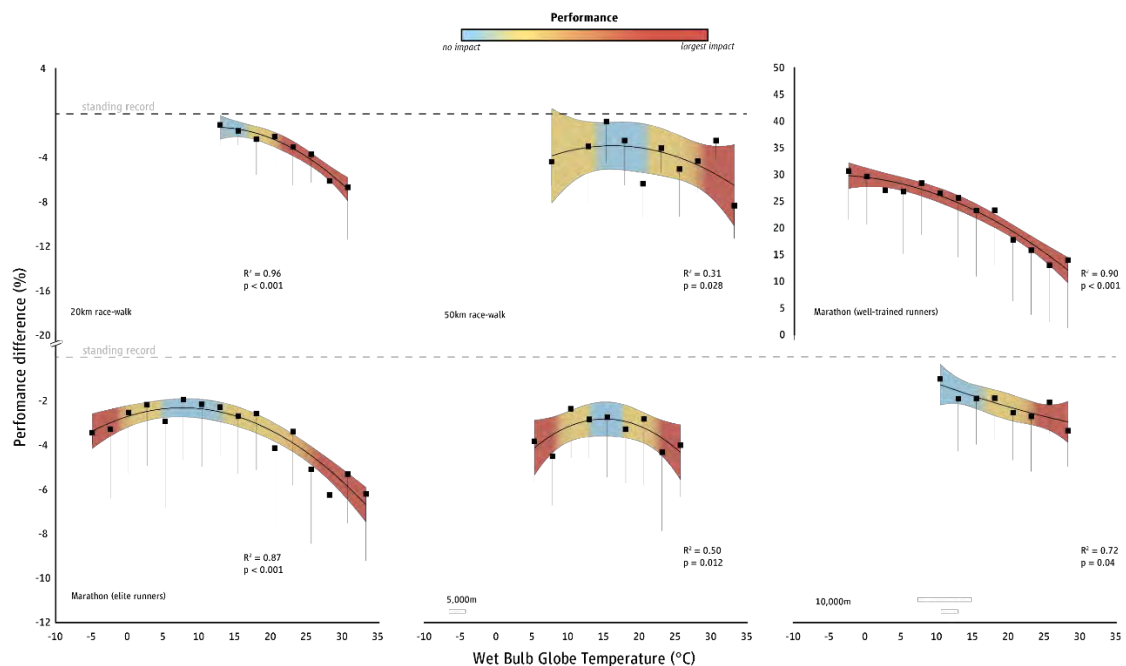 Performance
no impact
largest impact
4
0
-4
-8
-12
-16
-20
standing record
R² = 0.96
p < 0.001
20km race-walk
R² = 0.31
p = 0.028
50km race-walk
50
45
40
35
30
25
20
15
10
5
0
R² = 0.90
p < 0.001
Marathon (well-trained runners)
Perfomance difference (%)
standing record
-2
-4
-6
-8
-10
-12
R² = 0.87
p < 0.001
Marathon (elite runners)
R² = 0.50
p = 0.012
5,000m
R² = 0.72
p = 0.04
10,000m
-10 -5 0 5 10 15 20 25 30 35
-10 -5 0 5 10 15 20 25 30 35
-10 -5 0 5 10 15 20 25 30 35
Wet Bulb Globe Temperature (°C)